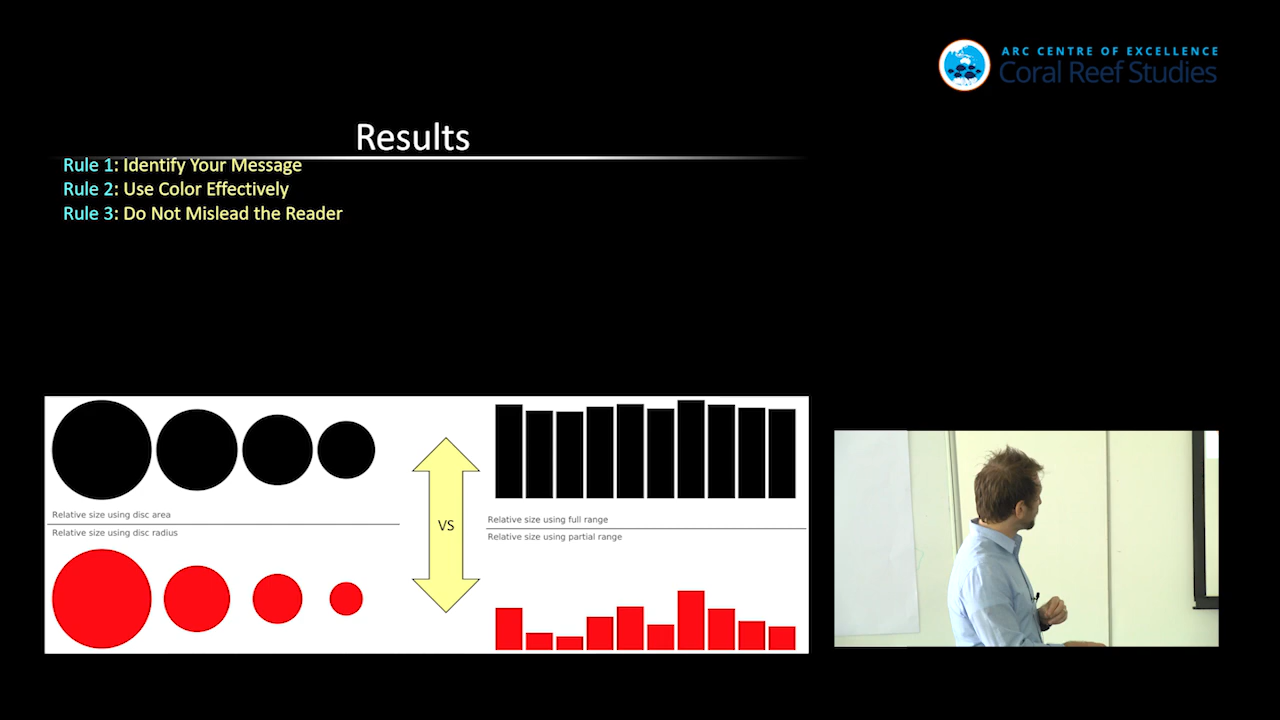 ARC CENTRE OF EXCELLENCE
Coral Reef Studies
Results
Rule 1: Identify Your Message
Rule 2: Use Color Effectively
Rule 3: Do Not Mislead the Reader
Relative size using disc area
Relative size using disc radius
VS
Relative size using full range
Relative size using partial range